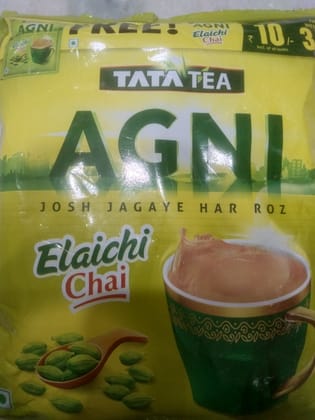 FREE!
AGNI
AGNI
Elaichi
Chai
₹10/-
TATA TEA
AGNI
JOSH JAGAYE HAR ROZ
Elaichi
Chai